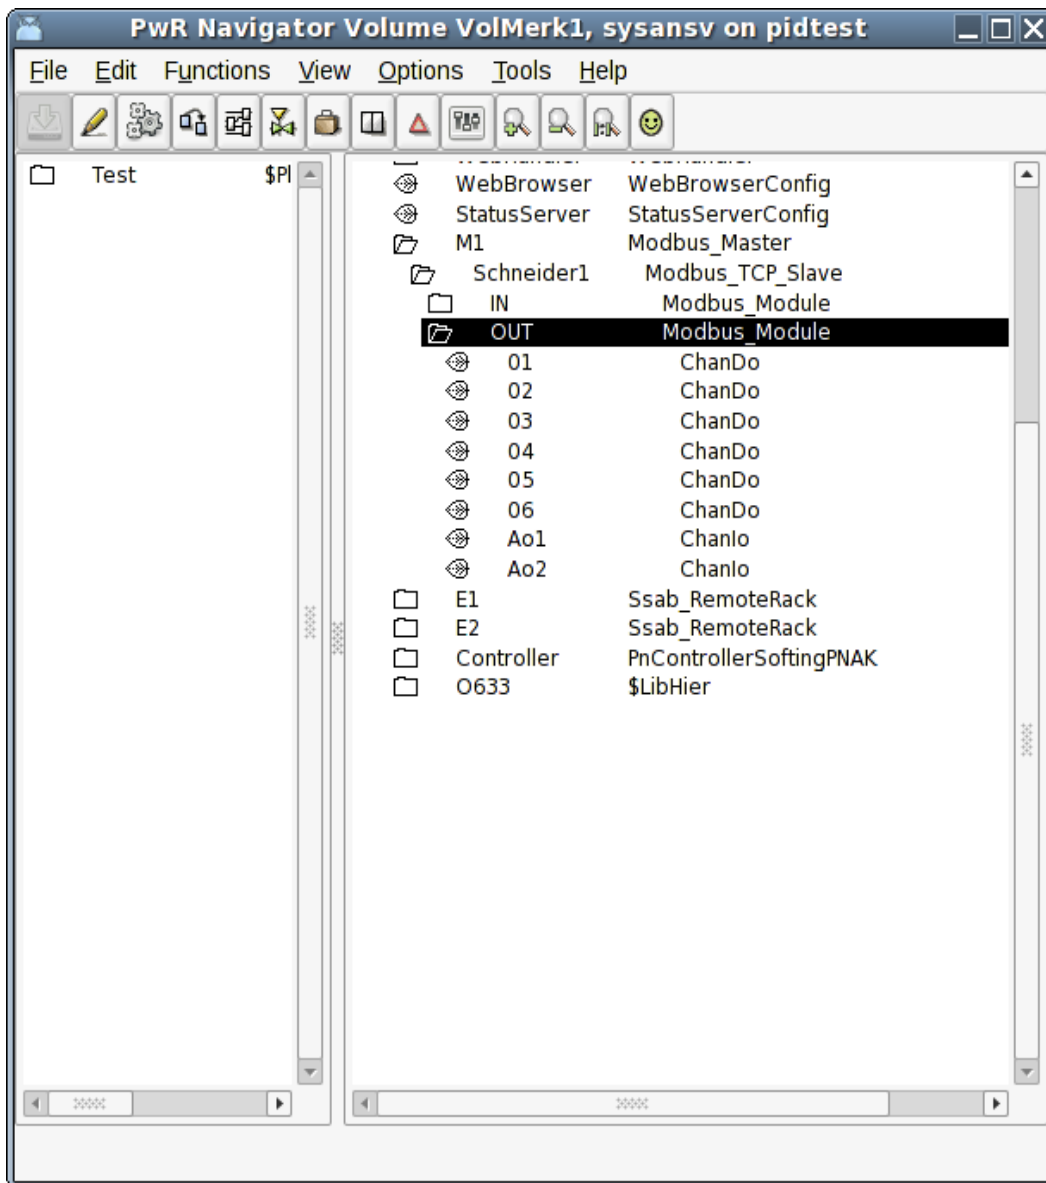 PwR Navigator Volume VolMerk1, sysansv on pidtest
File Edit Functions View Options Tools Help
Test $Pl
WebBrowser WebBrowserConfig
StatusServer StatusServerConfig
M1 Modbus_Master
Schneider1 Modbus_TCP_Slave
IN Modbus_Module
OUT Modbus_Module
01 ChanDo
02 ChanDo
03 ChanDo
04 ChanDo
05 ChanDo
06 ChanDo
Ao1 ChanIo
Ao2 ChanIo
E1 Ssab_RemoteRack
E2 Ssab_RemoteRack
Controller PnControllerSoftingPNAK
O633 $LibHier